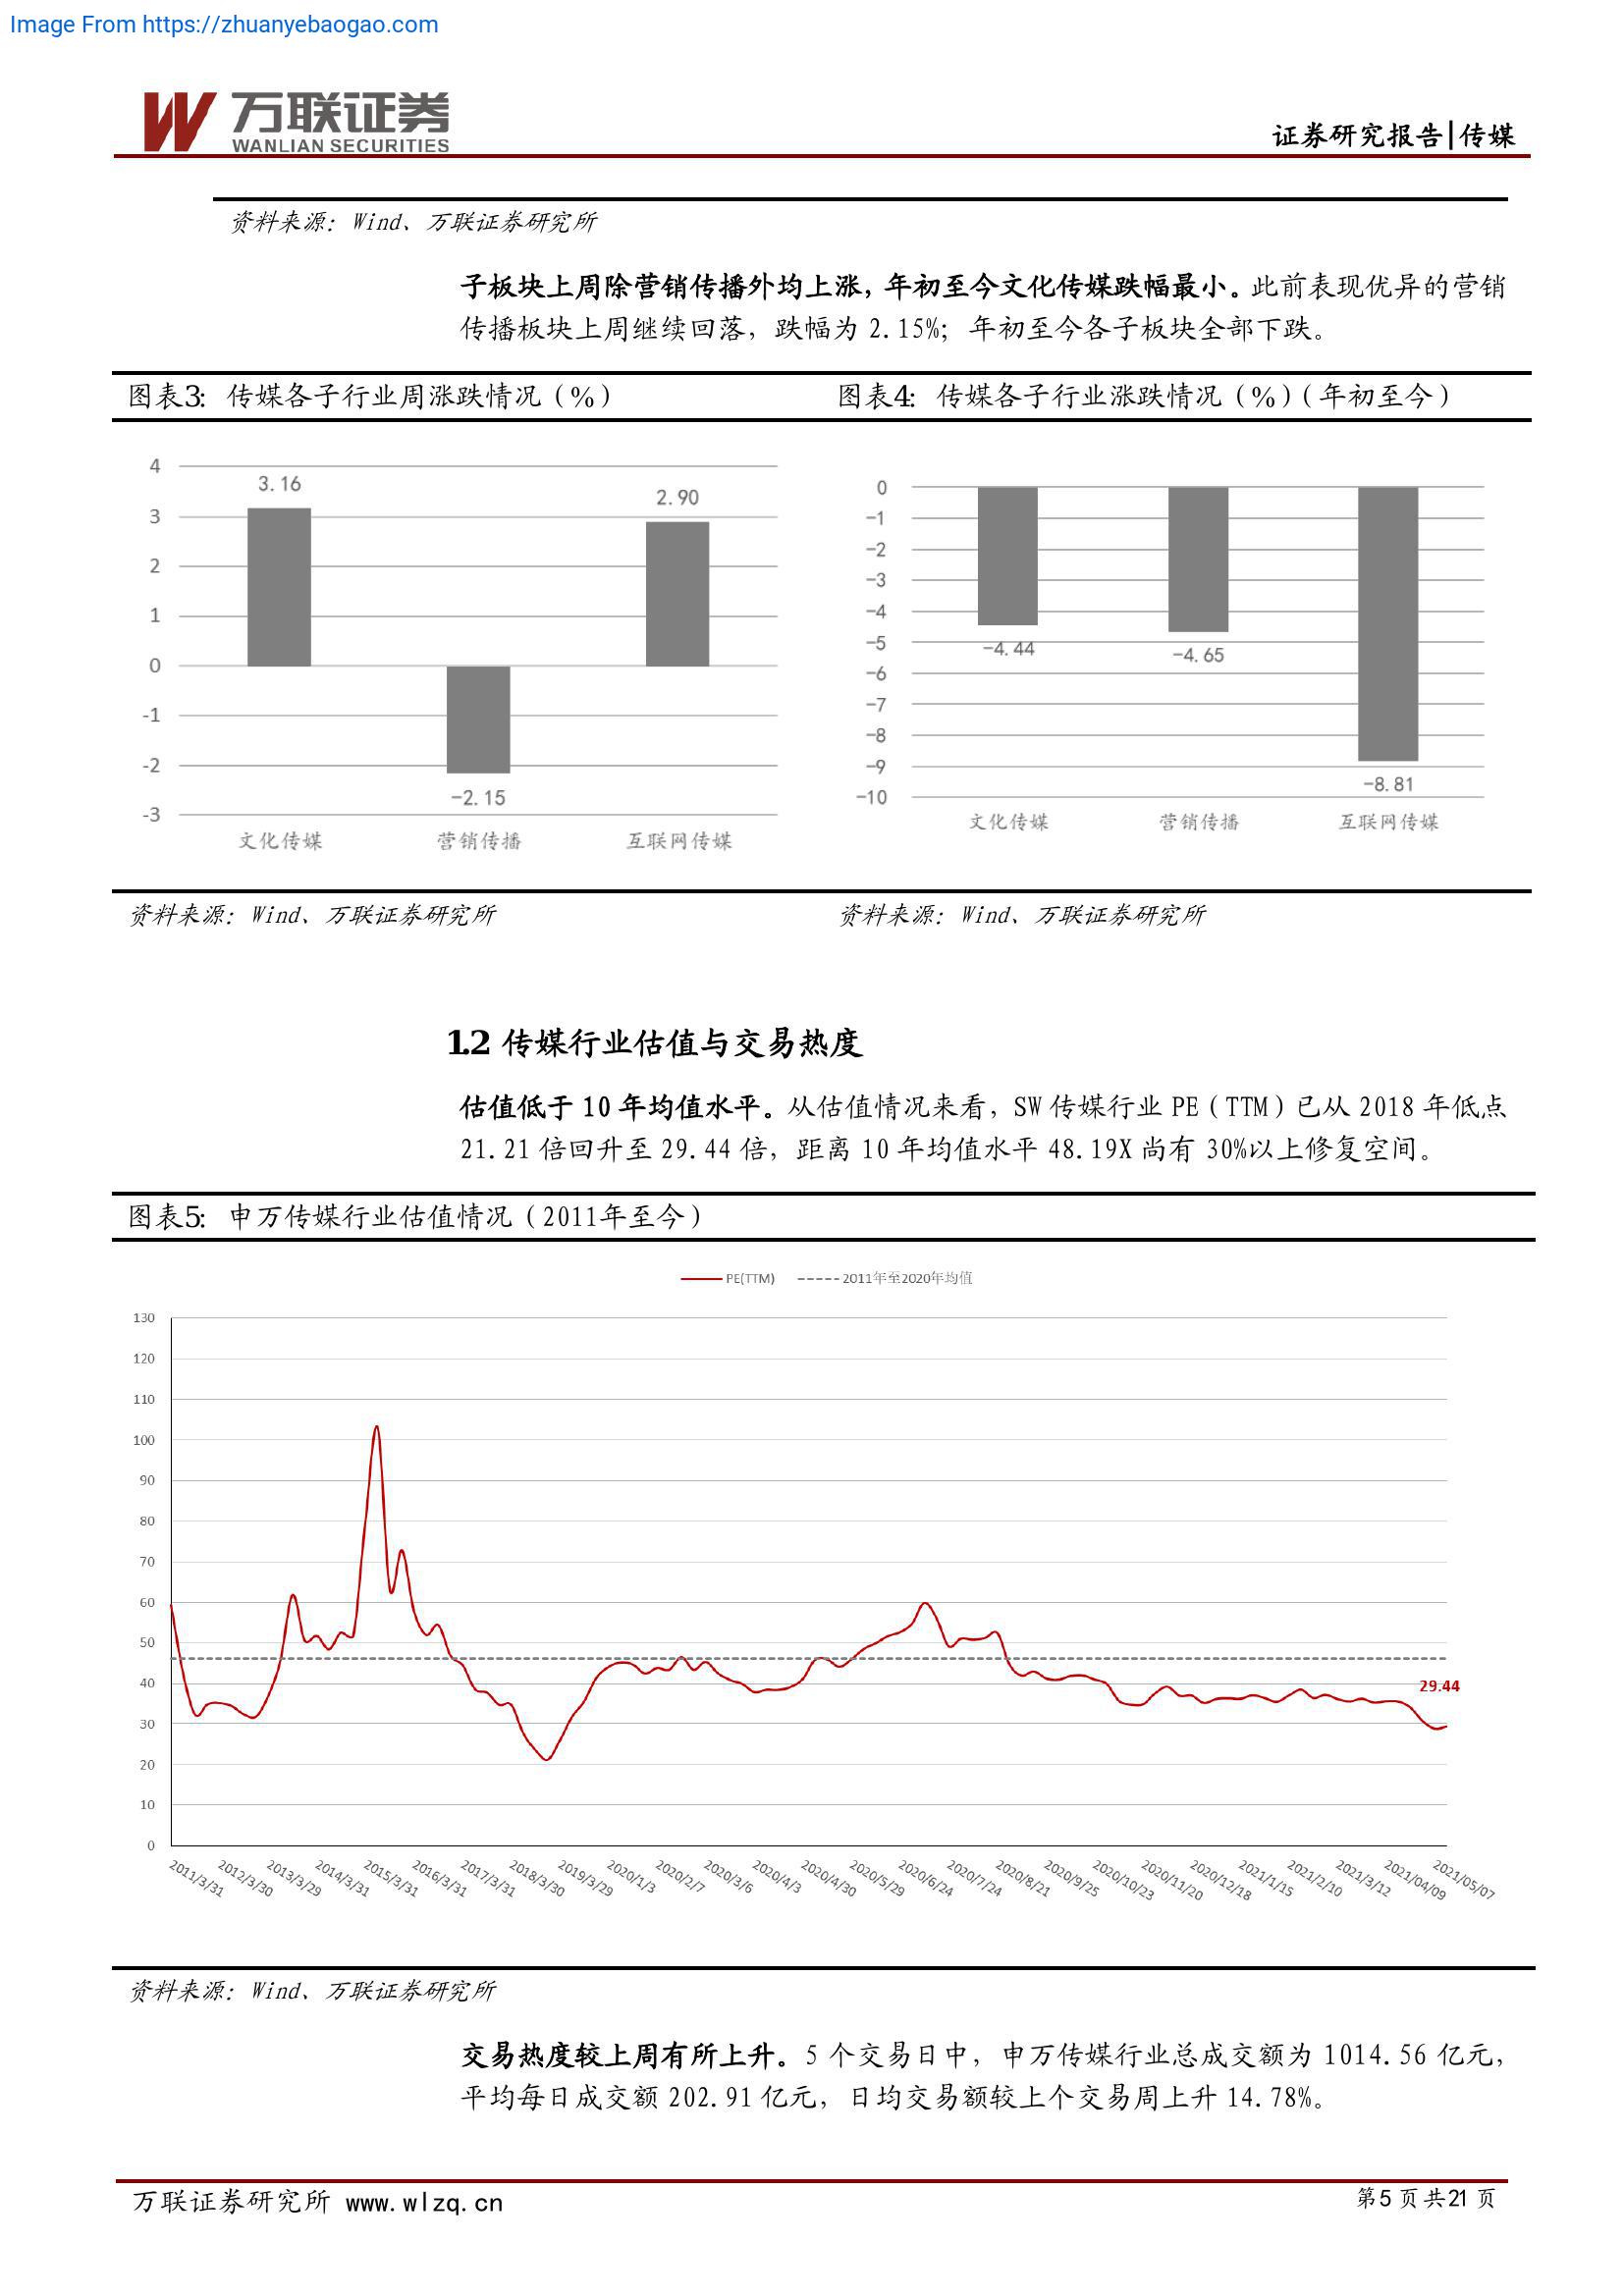 Image From https://zhuanyebaogao.com
万联证券
WANLIAN SECURITIES
证券研究报告|传媒
资料来源：Wind、万联证券研究所
子板块上周除营销传播外均上涨，年初至今文化传媒跌幅最小。此前表现优异的营销
传播板块上周继续回落，跌幅为 2.15%；年初至今各子板块全部下跌。
图表3：传媒各子行业周涨跌情况（%）
图表4：传媒各子行业涨跌情况（%）（年初至今）
4
3
2
1
0
-1
-2
-3
3.16
-2.15
2.90
文化传媒
营销传播
互联网传媒
0
-1
-2
-3
-4
-5
-6
-7
-8
-9
-10
-4.44
-4.65
-8.81
文化传媒
营销传播
互联网传媒
资料来源：Wind、万联证券研究所
资料来源：Wind、万联证券研究所
1.2 传媒行业估值与交易热度
估值低于 10 年均值水平。从估值情况来看，SW 传媒行业 PE（TTM）已从 2018 年低点
21.21 倍回升至 29.44 倍，距离 10 年均值水平 48.19X 尚有 30%以上修复空间。
图表5：申万传媒行业估值情况（2011年至今）
PE(TTM)
2011年至2020年均值
130
120
110
100
90
80
70
60
50
40
30
20
10
0
29.44
2011/3/31
2012/3/30
2013/3/29
2014/3/31
2015/3/31
2016/3/31
2017/3/31
2018/3/30
2019/3/29
2020/1/3
2020/2/7
2020/3/6
2020/4/3
2020/4/30
2020/5/29
2020/6/24
2020/7/24
2020/8/21
2020/9/25
2020/10/23
2020/11/20
2020/12/18
2021/1/15
2021/2/10
2021/3/12
2021/04/09
2021/05/07
资料来源：Wind、万联证券研究所
交易热度较上周有所上升。5 个交易日中，申万传媒行业总成交额为 1014.56 亿元，
平均每日成交额 202.91 亿元，日均交易额较上个交易周上升 14.78%。
万联证券研究所 www.wlzq.cn
第5 页 共21 页